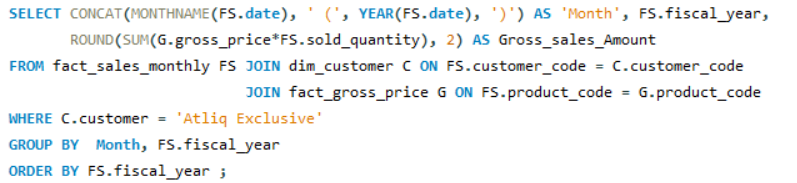 SELECT CONCAT(MONTHNAME(FS.date), ' (', YEAR(FS.date), ')') AS 'Month', FS.fiscal_year,
ROUND(SUM(G.gross_price*FS.sold_quantity), 2) AS Gross_sales_Amount
FROM fact_sales_monthly FS JOIN dim_customer C ON FS.customer_code = C.customer_code
JOIN fact_gross_price G ON FS.product_code = G.product_code
WHERE C.customer = 'Atliq Exclusive'
GROUP BY Month, FS.fiscal_year
ORDER BY FS.fiscal_year ;